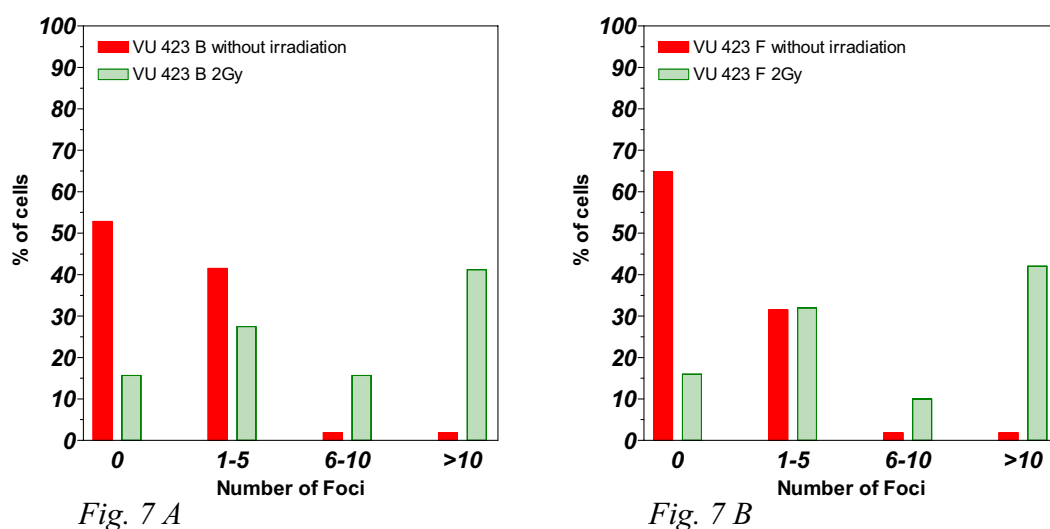 100
90
80
70
60
50
40
30
20
10
0
% of cells
VU 423 B without irradiation
VU 423 B 2Gy
0 1-5 6-10 >10
Number of Foci
Fig. 7 A
100
90
80
70
60
50
40
30
20
10
0
% of cells
VU 423 F without irradiation
VU 423 F 2Gy
0 1-5 6-10 >10
Number of Foci
Fig. 7 B